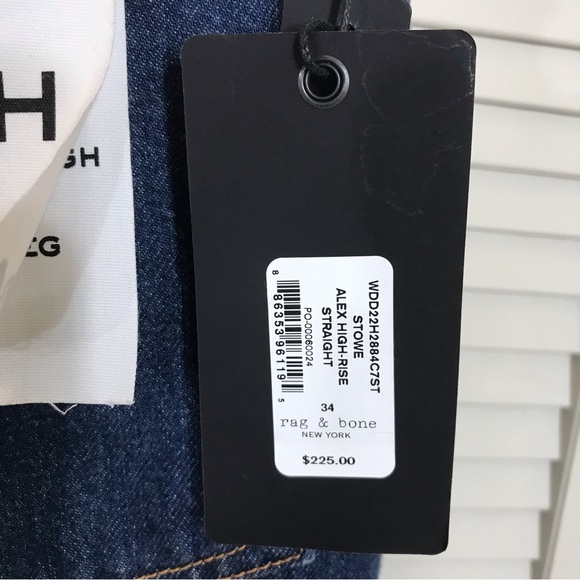 H
GH
EG
WDD22H2884C7ST
STOWE
ALEX HIGH-RISE
STRAIGHT
PO-00060024
8 86353 96119 5
34
rag & bone
NEW YORK
$225.00